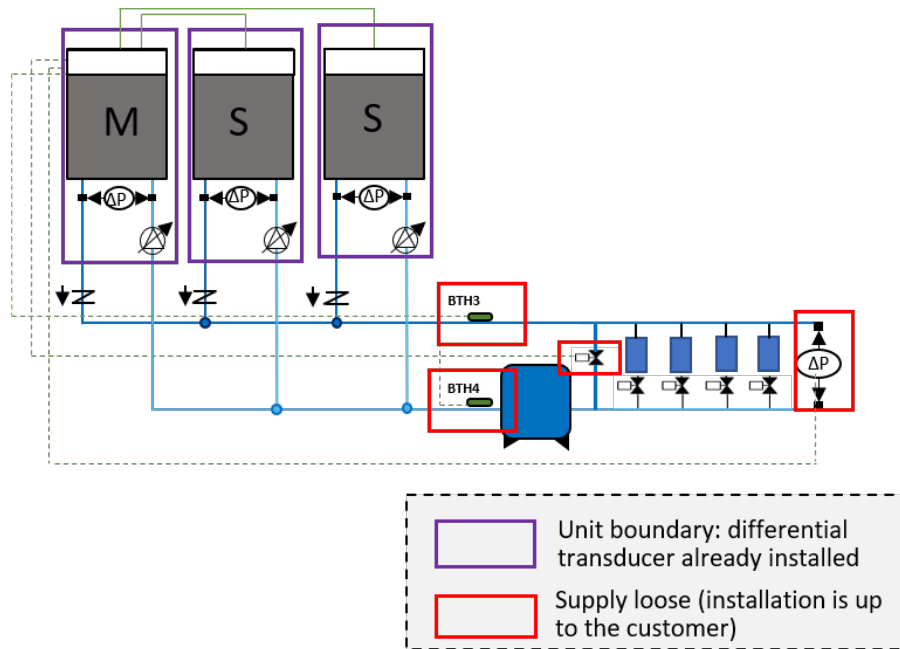 M
S
S
ΔP
ΔP
ΔP
BTH3
ΔP
BTH4
Unit boundary: differential
transducer already installed
Supply loose (installation is up
to the customer)